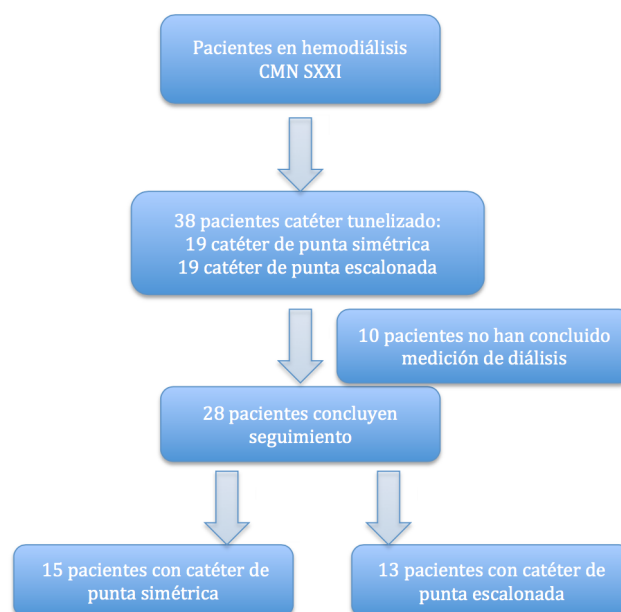 Pacientes en hemodiálisis
CMN SXXI
38 pacientes catéter tunelizado:
19 catéter de punta simétrica
19 catéter de punta escalonada
10 pacientes no han concluido
medición de diálisis
28 pacientes concluyen
seguimiento
15 pacientes con catéter de
punta simétrica
13 pacientes con catéter de
punta escalonada